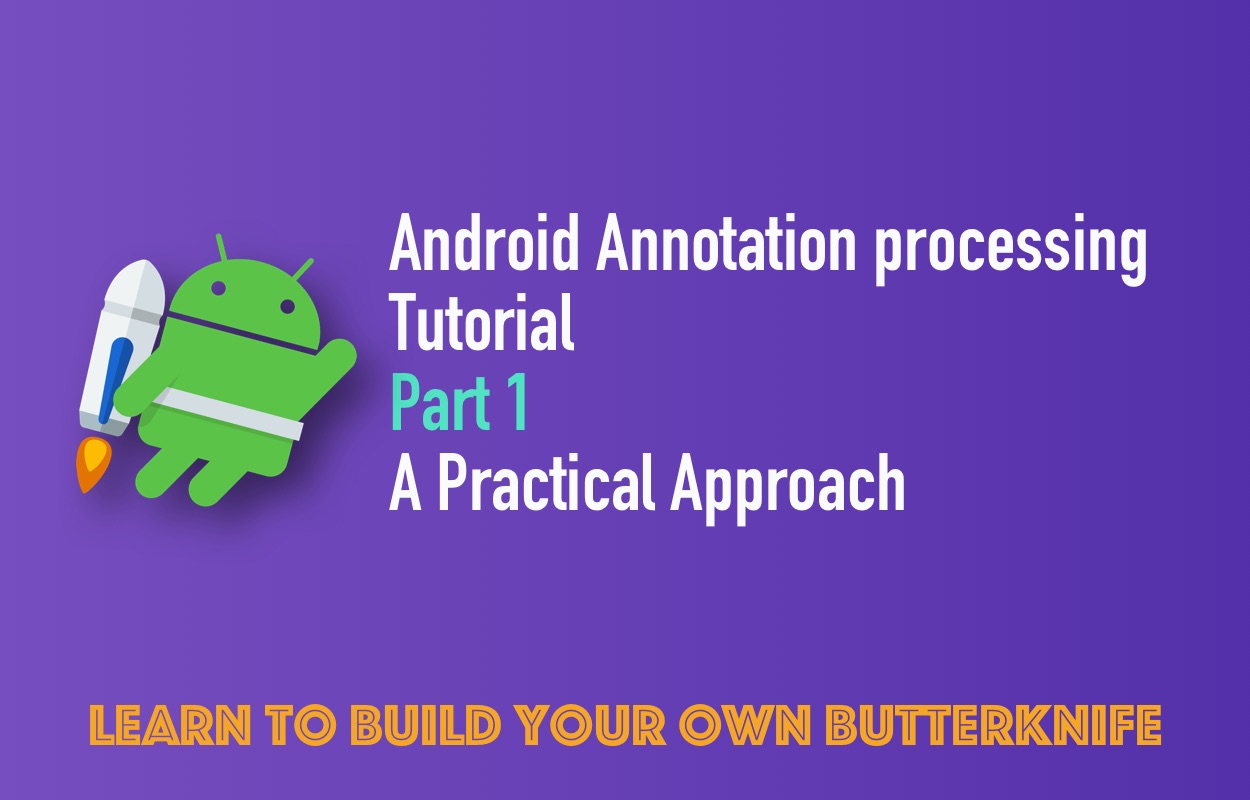 Android Annotation processing
Tutorial
Part 1
A Practical Approach
LEARN TO BUILD YOUR OWN BUTTERKNIFE